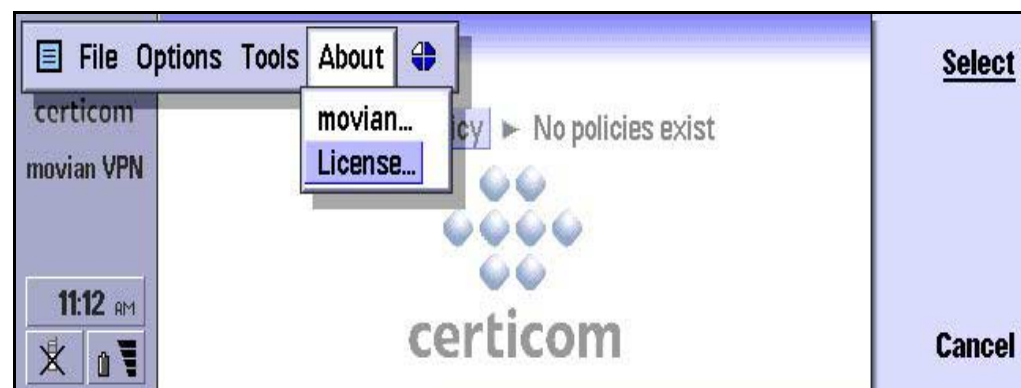 File Options Tools About
Select
certicom
movian...
icy ► No policies exist
movian VPN
License...
11:12 AM
certicom
Cancel